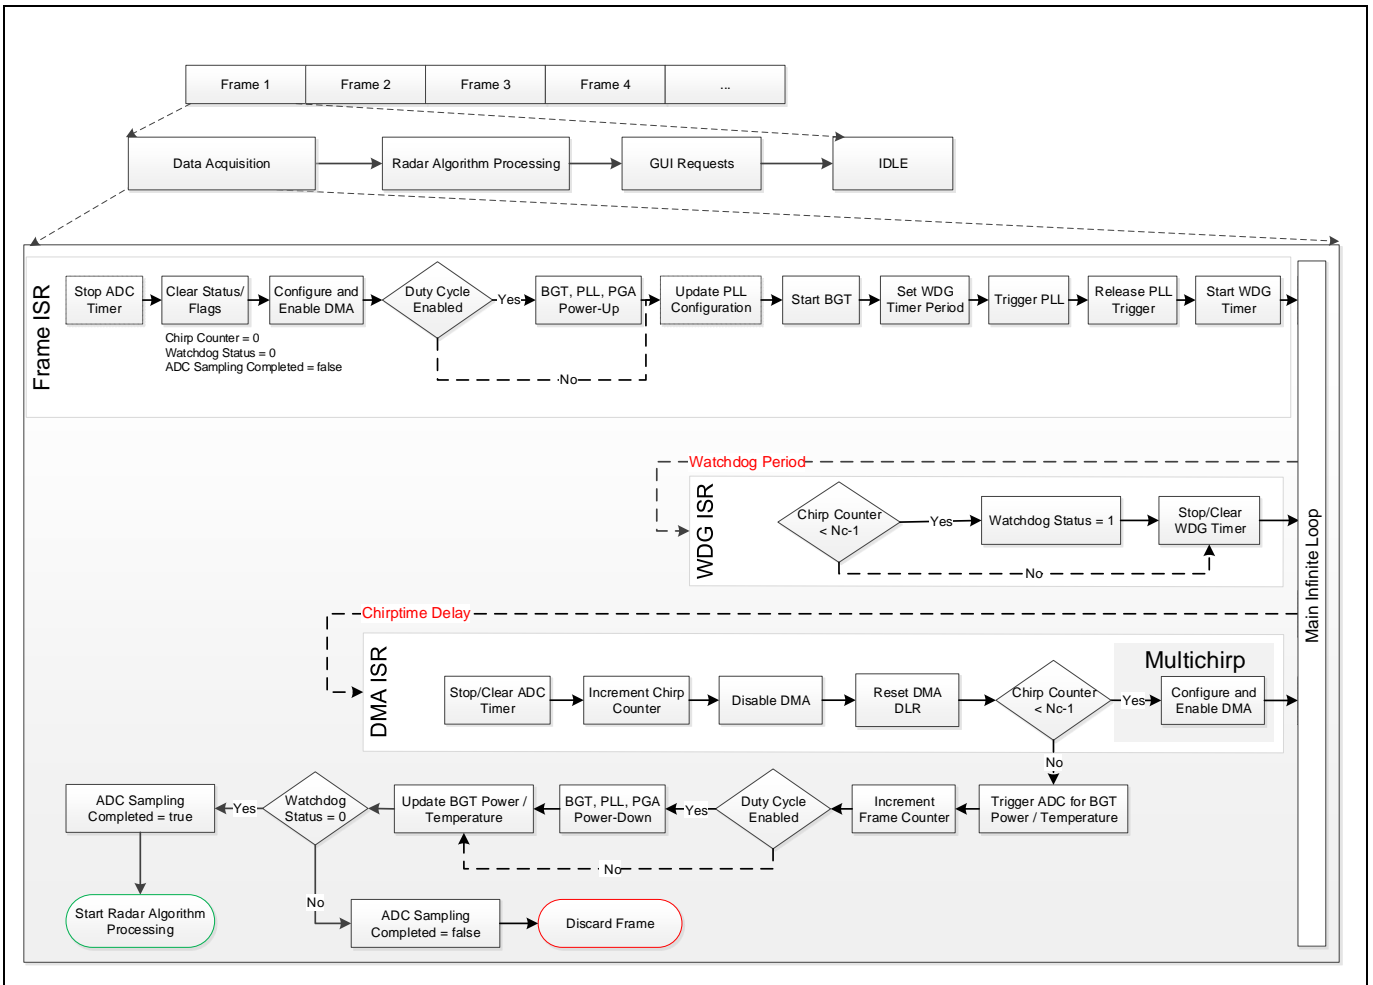 Frame 1
Frame 2
Frame 3
Frame 4
...
Data Acquisition
Radar Algorithm Processing
GUI Requests
IDLE
Frame ISR
Stop ADC
Timer
Clear Status/
Flags
Chirp Counter = 0
Watchdog Status = 0
ADC Sampling Completed = false
Configure and
Enable DMA
Duty Cycle
Enabled
Yes
No
BGT, PLL, PGA
Power-Up
Update PLL
Configuration
Start BGT
Set WDG
Timer Period
Trigger PLL
Release PLL
Trigger
Start WDG
Timer
Main Infinite Loop
Watchdog Period
WDG ISR
Chirp Counter
< Nc-1
Yes
No
Watchdog Status = 1
Stop/Clear
WDG Timer
Chirptime Delay
DMA ISR
Stop/Clear ADC
Timer
Increment Chirp
Counter
Disable DMA
Reset DMA
DLR
Chirp Counter
< Nc-1
Yes
No
Multichirp
Configure and
Enable DMA
Trigger ADC for BGT
Power / Temperature
Increment
Frame Counter
Duty Cycle
Enabled
Yes
No
BGT, PLL, PGA
Power-Down
Update BGT Power /
Temperature
Watchdog
Status = 0
Yes
No
ADC Sampling
Completed = true
Start Radar Algorithm
Processing
ADC Sampling
Completed = false
Discard Frame